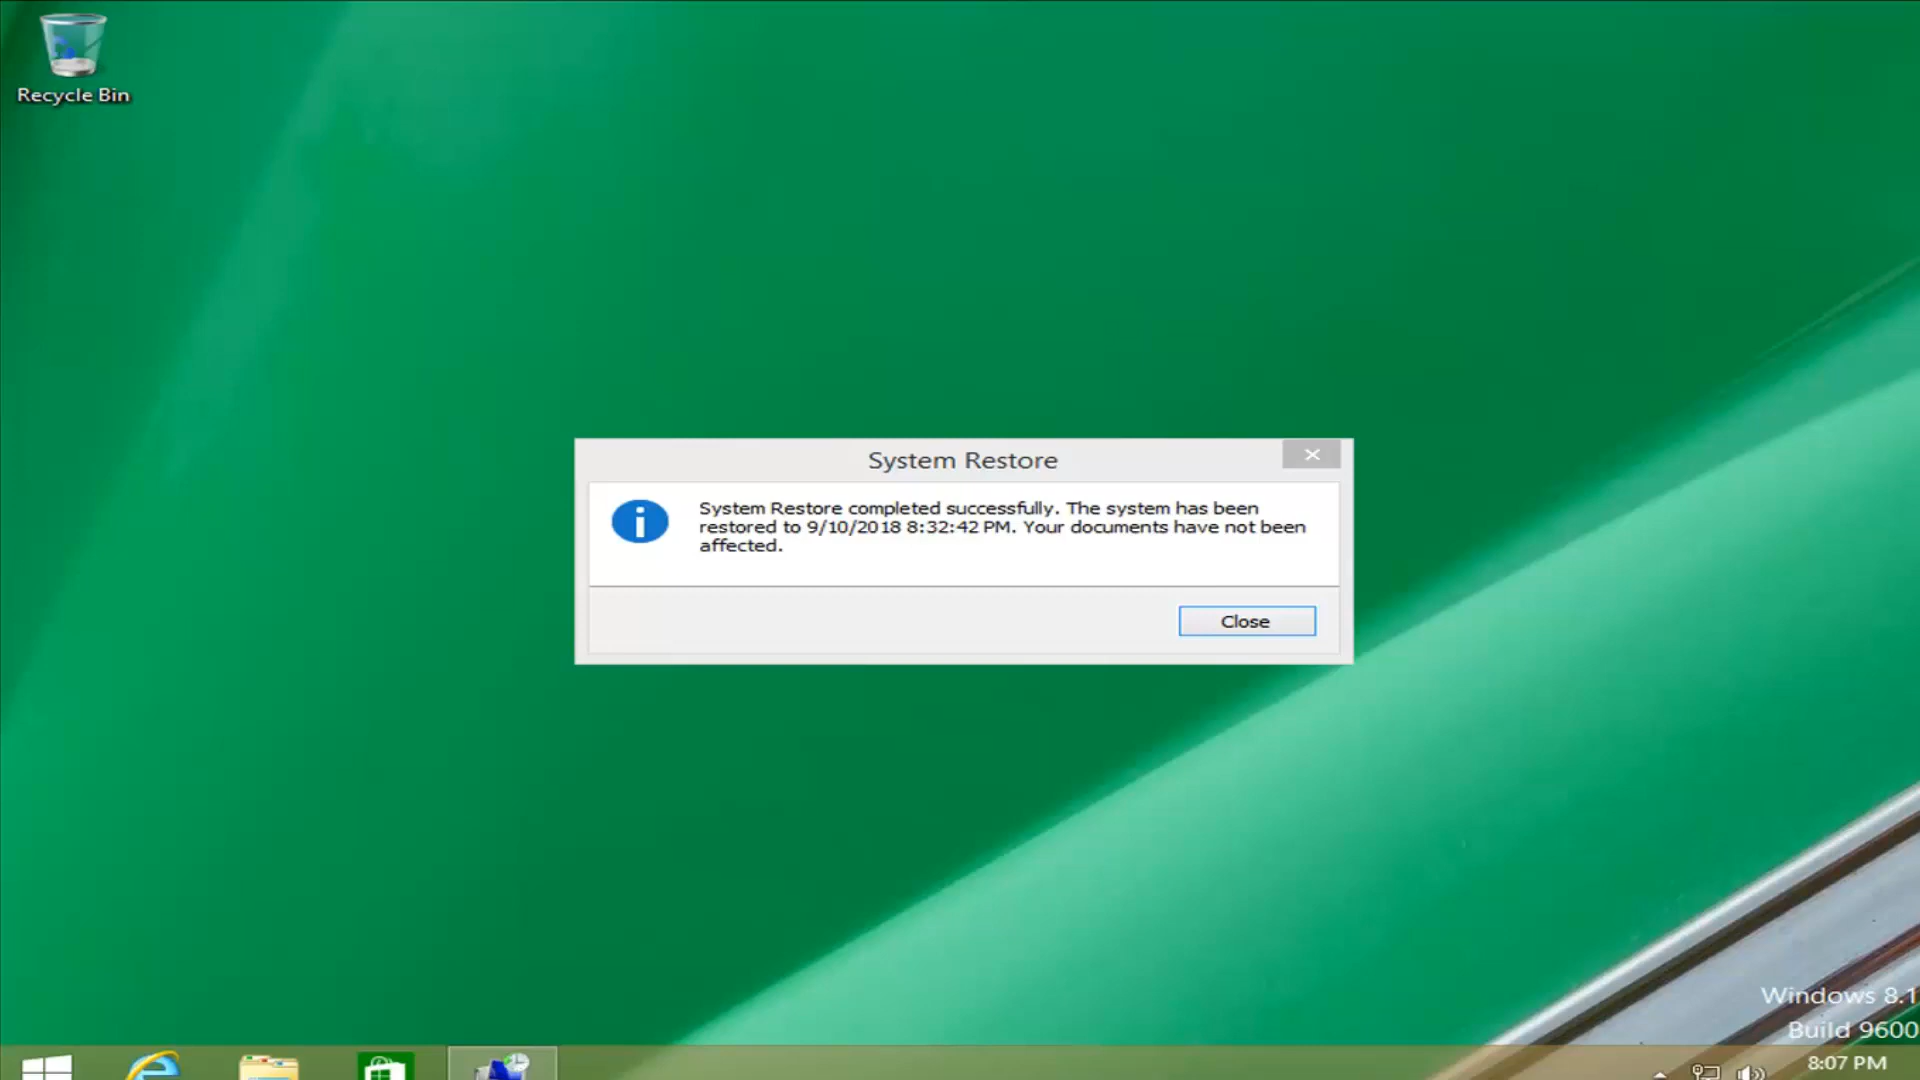 Recycle Bin
System Restore
System Restore completed successfully. The system has been
restored to 9/10/2018 8:32:42 PM. Your documents have not been
affected.
Close
Windows 8.1
Build 9600
8:07 PM